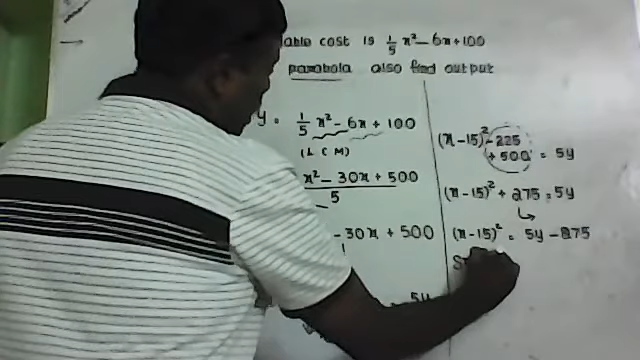 able cost is 1/5 x² − 6x + 100
parabola also find output
y = 1/5 x² − 6x + 100
(L C M)
x² − 30x + 500
5
− 30x + 500
5y
(x − 15)² − 225
+ 500 = 5y
(x − 15)² + 275 = 5y
(x − 15)² = 5y − 275